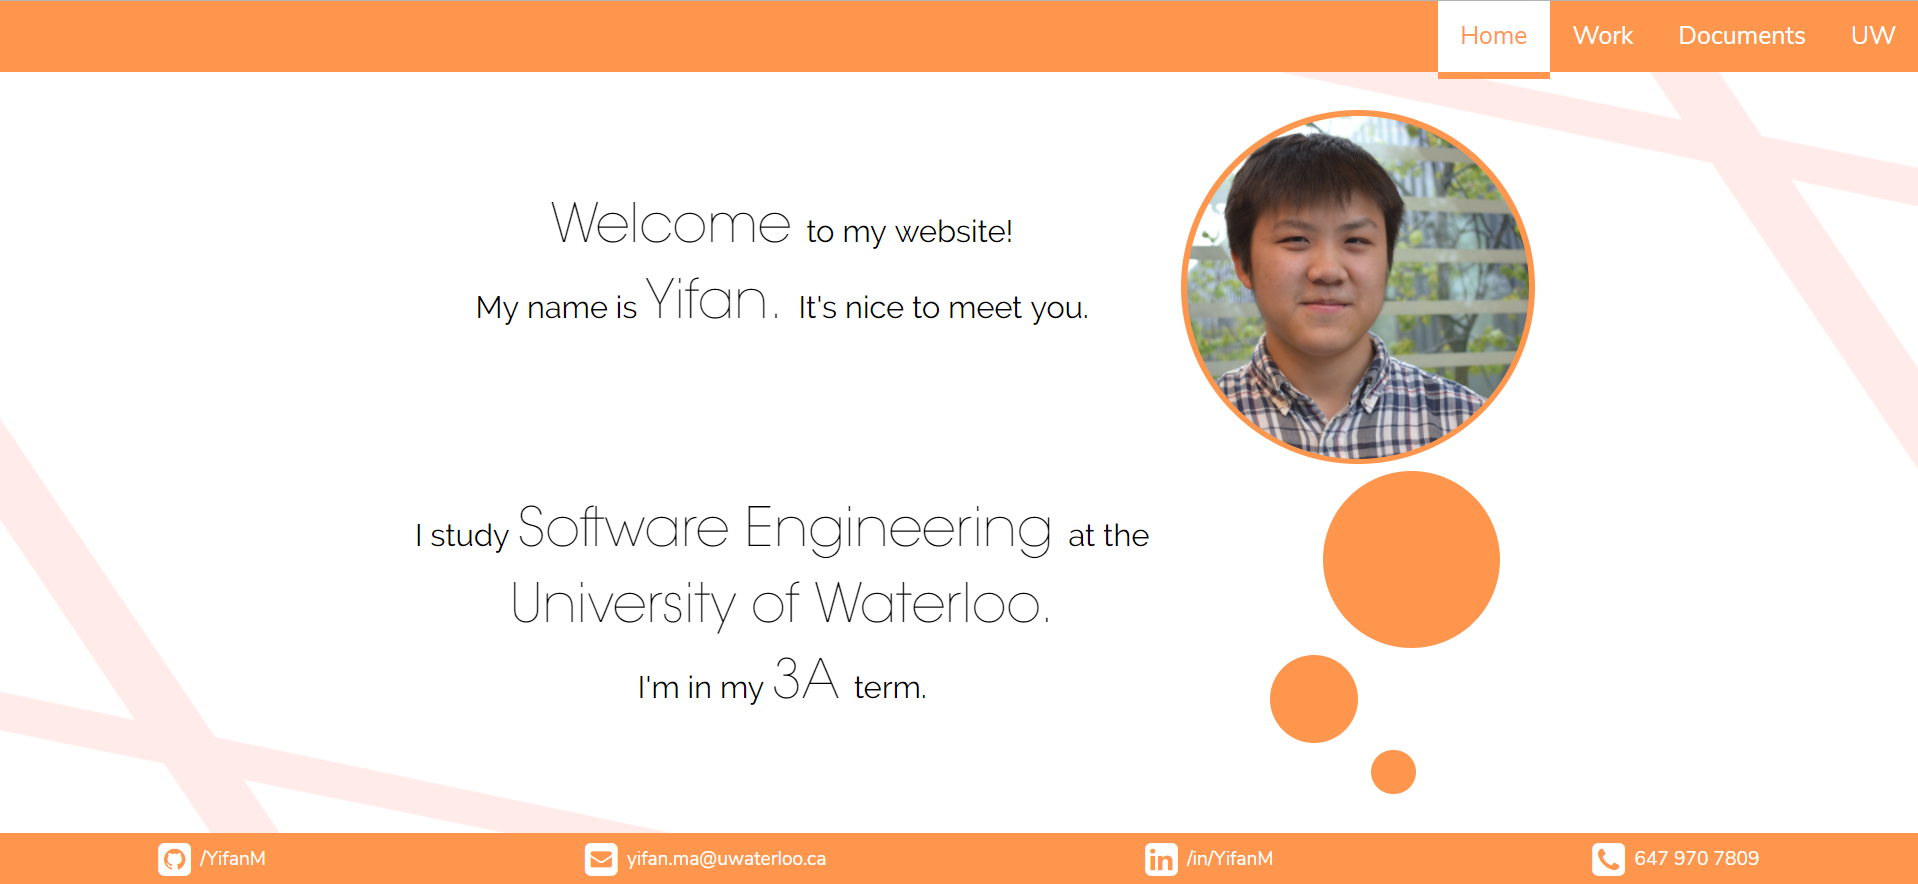 Home Work Documents UW
Welcome to my website!
My name is Yifan. It's nice to meet you.
I study Software Engineering at the
University of Waterloo.
I'm in my 3A term.
/YifanM yifan.ma@uwaterloo.ca /in/YifanM 647 970 7809